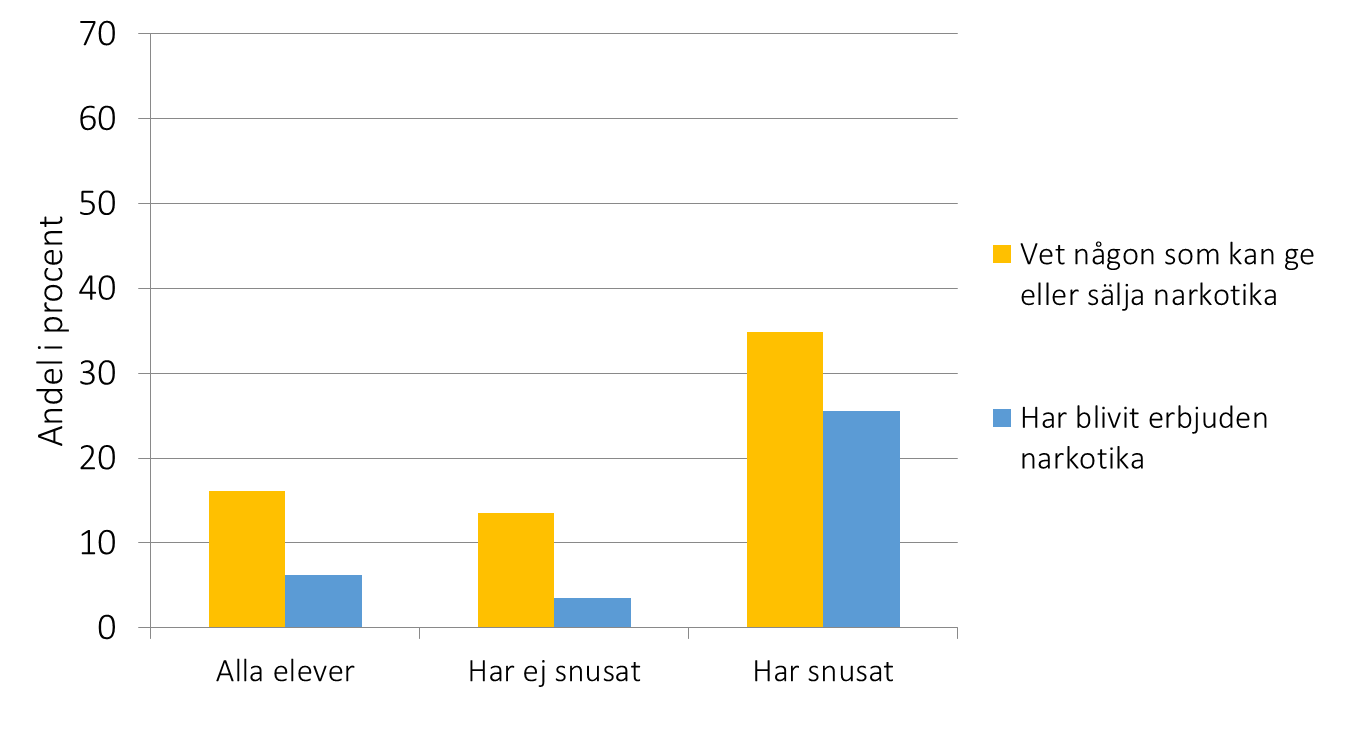 70
60
50
40
30
20
10
0
Andel i procent
Alla elever
Har ej snusat
Har snusat
Vet någon som kan ge
eller sälja narkotika
Har blivit erbjuden
narkotika